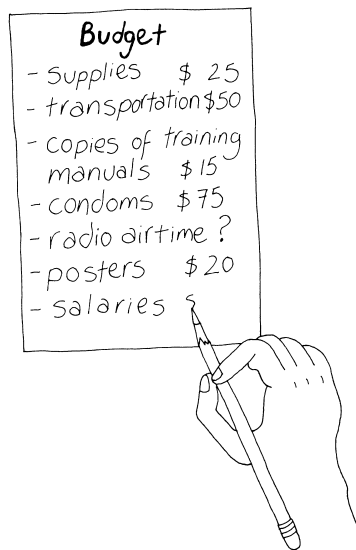 Budget
- supplies $ 25
- transportation $50
- copies of training
manuals $15
- condoms $75
- radio airtime ?
- posters $20
- salaries